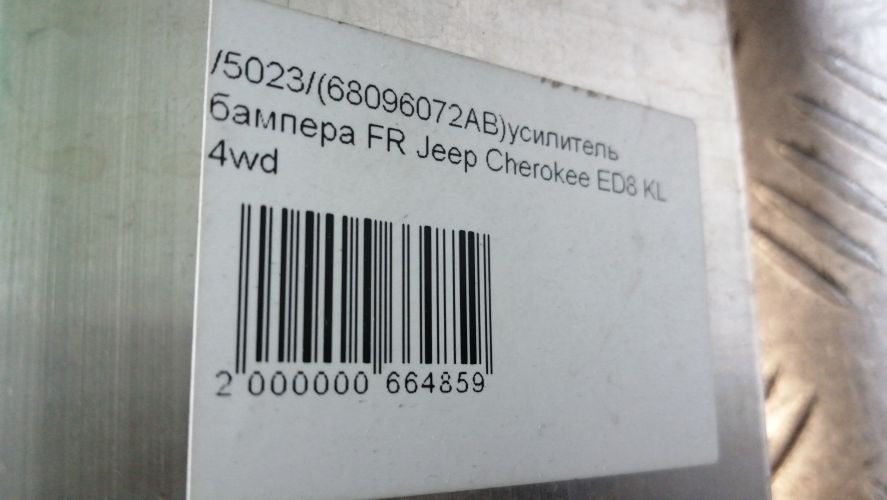 /5023/(68096072AB)усилитель
бампера FR Jeep Cherokee ED8 KL
4wd
2 000000 664859